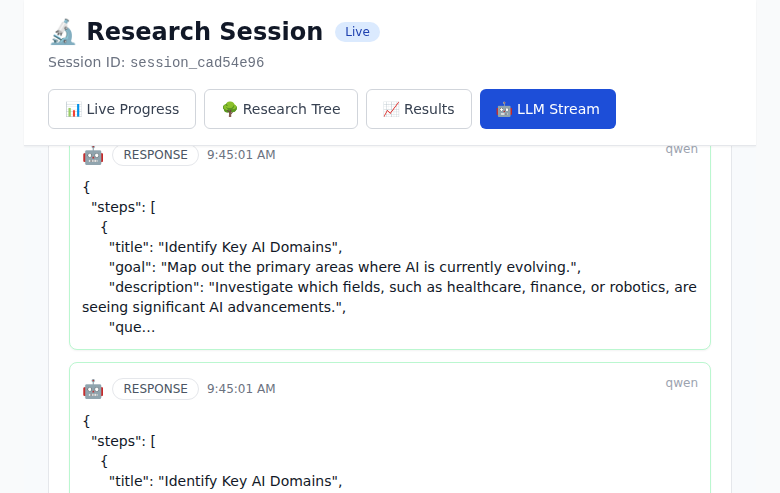 Research Session Live
Session ID: session_cad54e96
Live Progress Research Tree Results LLM Stream
RESPONSE 9:45:01 AM qwen
{
"steps": [
{
"title": "Identify Key AI Domains",
"goal": "Map out the primary areas where AI is currently evolving.",
"description": "Investigate which fields, such as healthcare, finance, or robotics, are
seeing significant AI advancements.",
"que...
RESPONSE 9:45:01 AM qwen
{
"steps": [
{
"title": "Identify Key AI Domains",